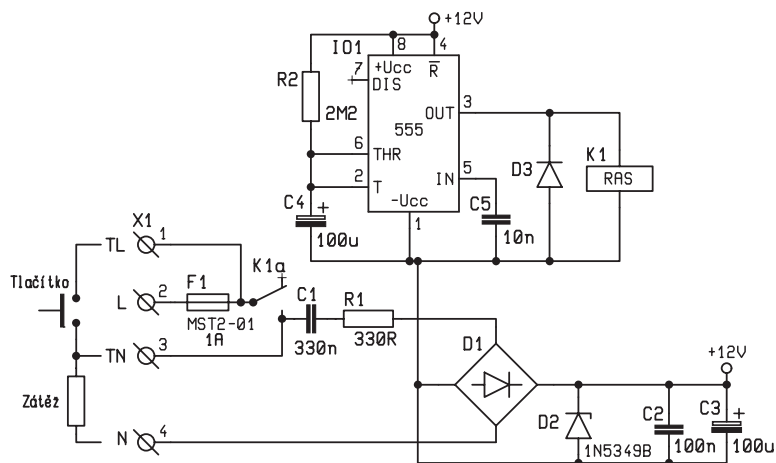 +12V
IO1
8
4
7
+Ucc
R
DIS
R2
2M2
OUT
3
555
6
THR
2
T
IN
5
-Ucc
1
C4
+
100u
C5
10n
D3
K1
RAS
X1
TL
1
Tlačítko
L
2
F1
K1a
MST2-01
1A
C1
330n
R1
330R
TN
3
D1
+12V
Zátěž
N
4
D2
1N5349B
C2
100n
C3
+
100u